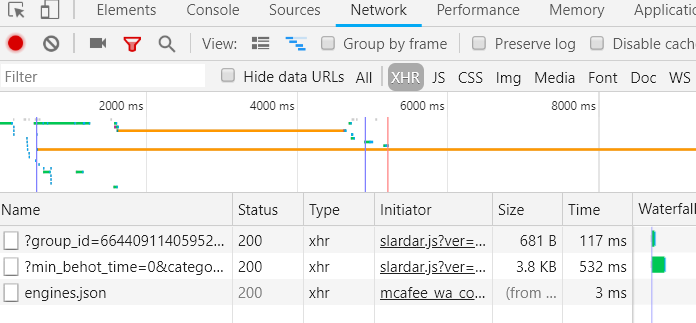 Elements Console Sources Network Performance Memory Applicatio
View: Group by frame Preserve log Disable cache
Filter Hide data URLs All XHR JS CSS Img Media Font Doc WS
2000 ms 4000 ms 6000 ms 8000 ms
Name Status Type Initiator Size Time Waterfall
?group_id=66440911405952... 200 xhr slardar.js?ver=... 681 B 117 ms
?min_behot_time=0&catego... 200 xhr slardar.js?ver=... 3.8 KB 532 ms
engines.json 200 xhr mcafee_wa_co... (from ... 3 ms